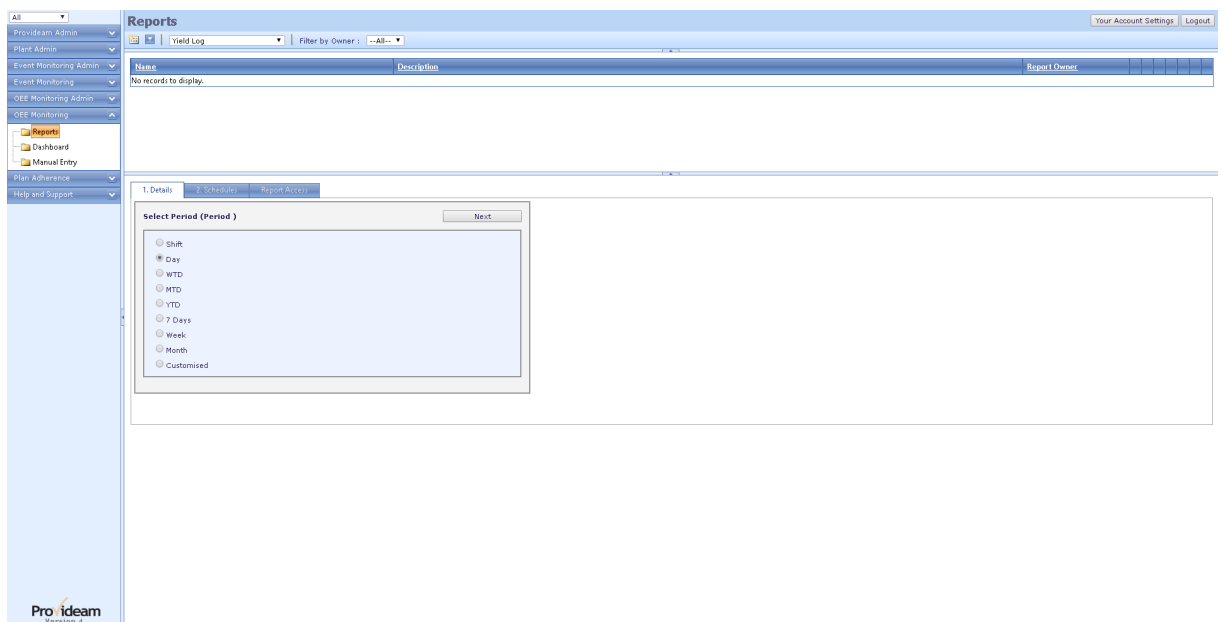 All
Provideam Admin
Plant Admin
Event Monitoring Admin
Event Monitoring
OEE Monitoring Admin
OEE Monitoring
Reports
Dashboard
Manual Entry
Plan Adherence
Help and Support
Provideam
Version 4
Reports
Your Account Settings
Logout
Yield Log
Filter by Owner :
--All--
Name Description Report Owner
No records to display.
1. Details
2. Schedules
Report Access
Select Period (Period )
Next
Shift
Day
WTD
MTD
YTD
7 Days
Week
Month
Customised